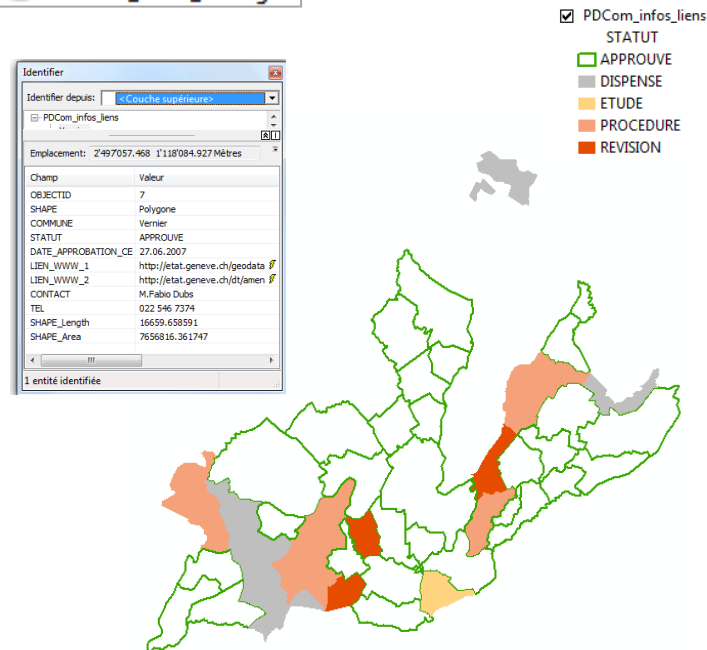 PDCom_infos_liens
STATUT
APPROUVE
DISPENSE
ETUDE
PROCEDURE
REVISION
Identifier
Identifier depuis: <Couche supérieure>
PDCom_infos_liens
Emplacement: 2'497'057.468 1'118'084.927 Mètres
Champ Valeur
OBJECTID 7
SHAPE Polygone
COMMUNE Vernier
STATUT APPROUVE
DATE_APPROBATION_CE 27.06.2007
LIEN_WWW_1 http://etat.geneve.ch/geodata
LIEN_WWW_2 http://etat.geneve.ch/dt/amen
CONTACT M.Fabio Dubs
TEL 022 546 7374
SHAPE_Length 16659.658591
SHAPE_Area 7656816.361747
1 entité identifiée